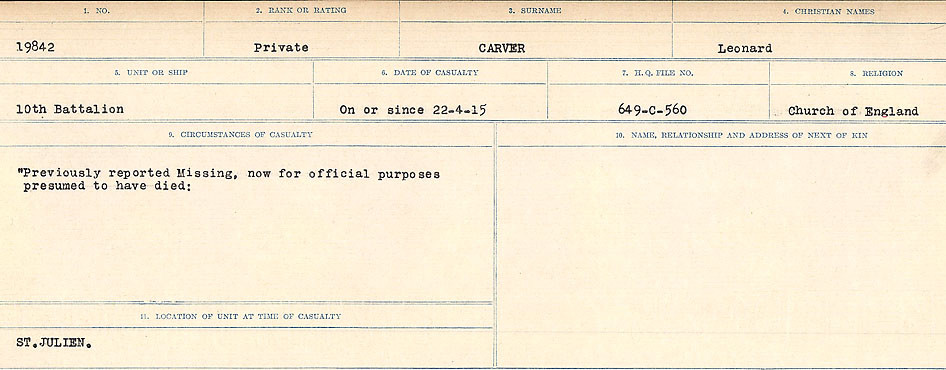 1. NO.
2. RANK OR RATING
3. SURNAME
4. CHRISTIAN NAMES
19842
Private
CARVER
Leonard
5. UNIT OR SHIP
6. DATE OF CASUALTY
7. H.Q. FILE NO.
8. RELIGION
10th Battalion
On or since 22-4-15
649-C-560
Church of England
9. CIRCUMSTANCES OF CASUALTY
10. NAME, RELATIONSHIP AND ADDRESS OF NEXT OF KIN
"Previously reported Missing, now for official purposes
presumed to have died:
11. LOCATION OF UNIT AT TIME OF CASUALTY
ST.JULIEN.